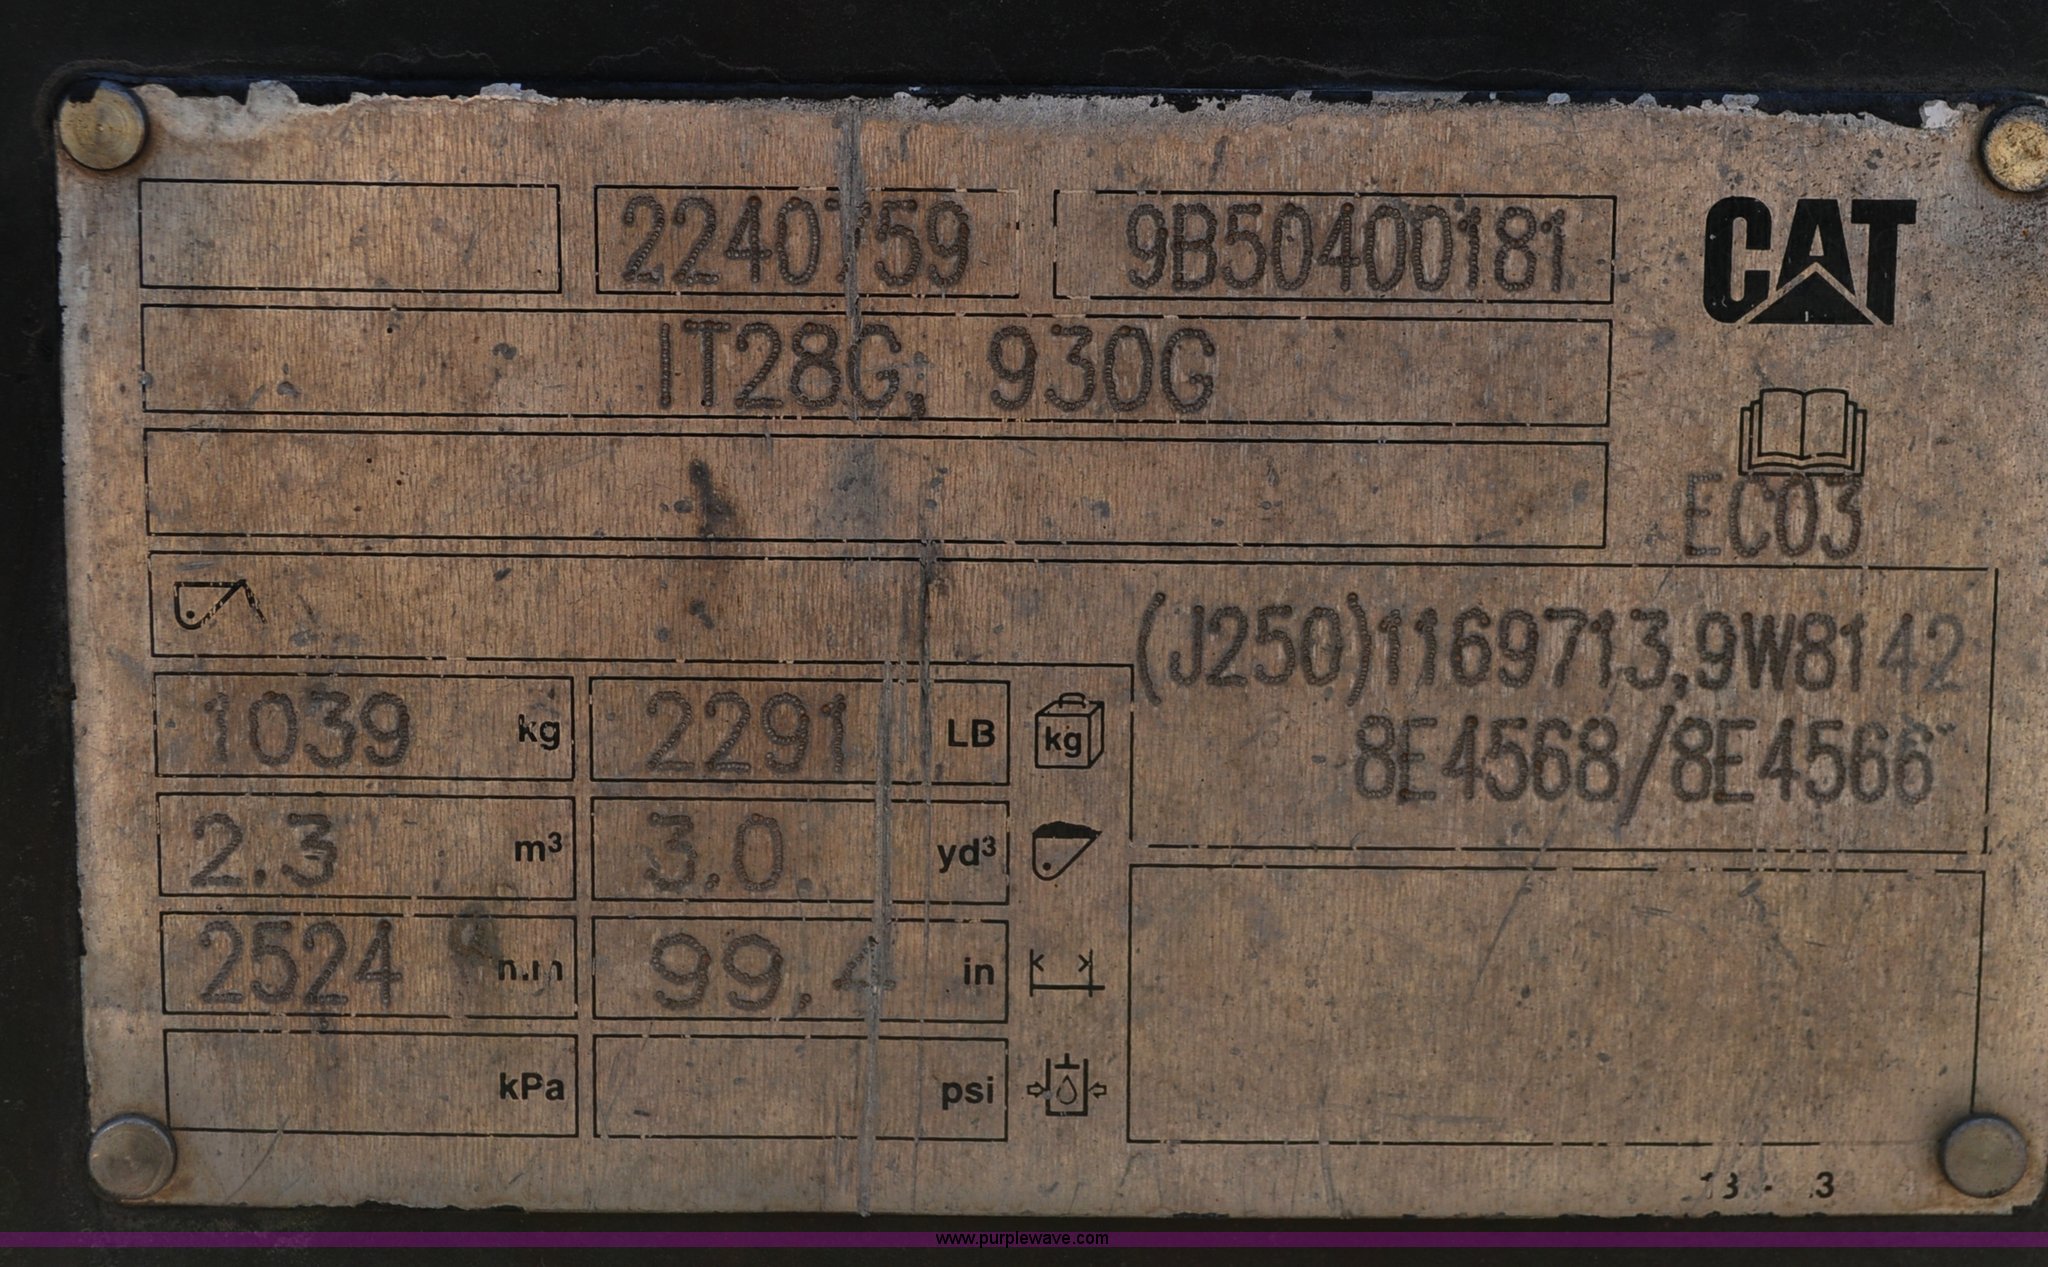 2240759 9B50400181 CAT
IT28G, 930G
EC03
(J250)1169713,9W8142
8E4568/8E4566
1039 kg 2291 LB kg
2.3 m³ 3.0 yd³
2524 99.4 in
kPa psi
www.purplewave.com